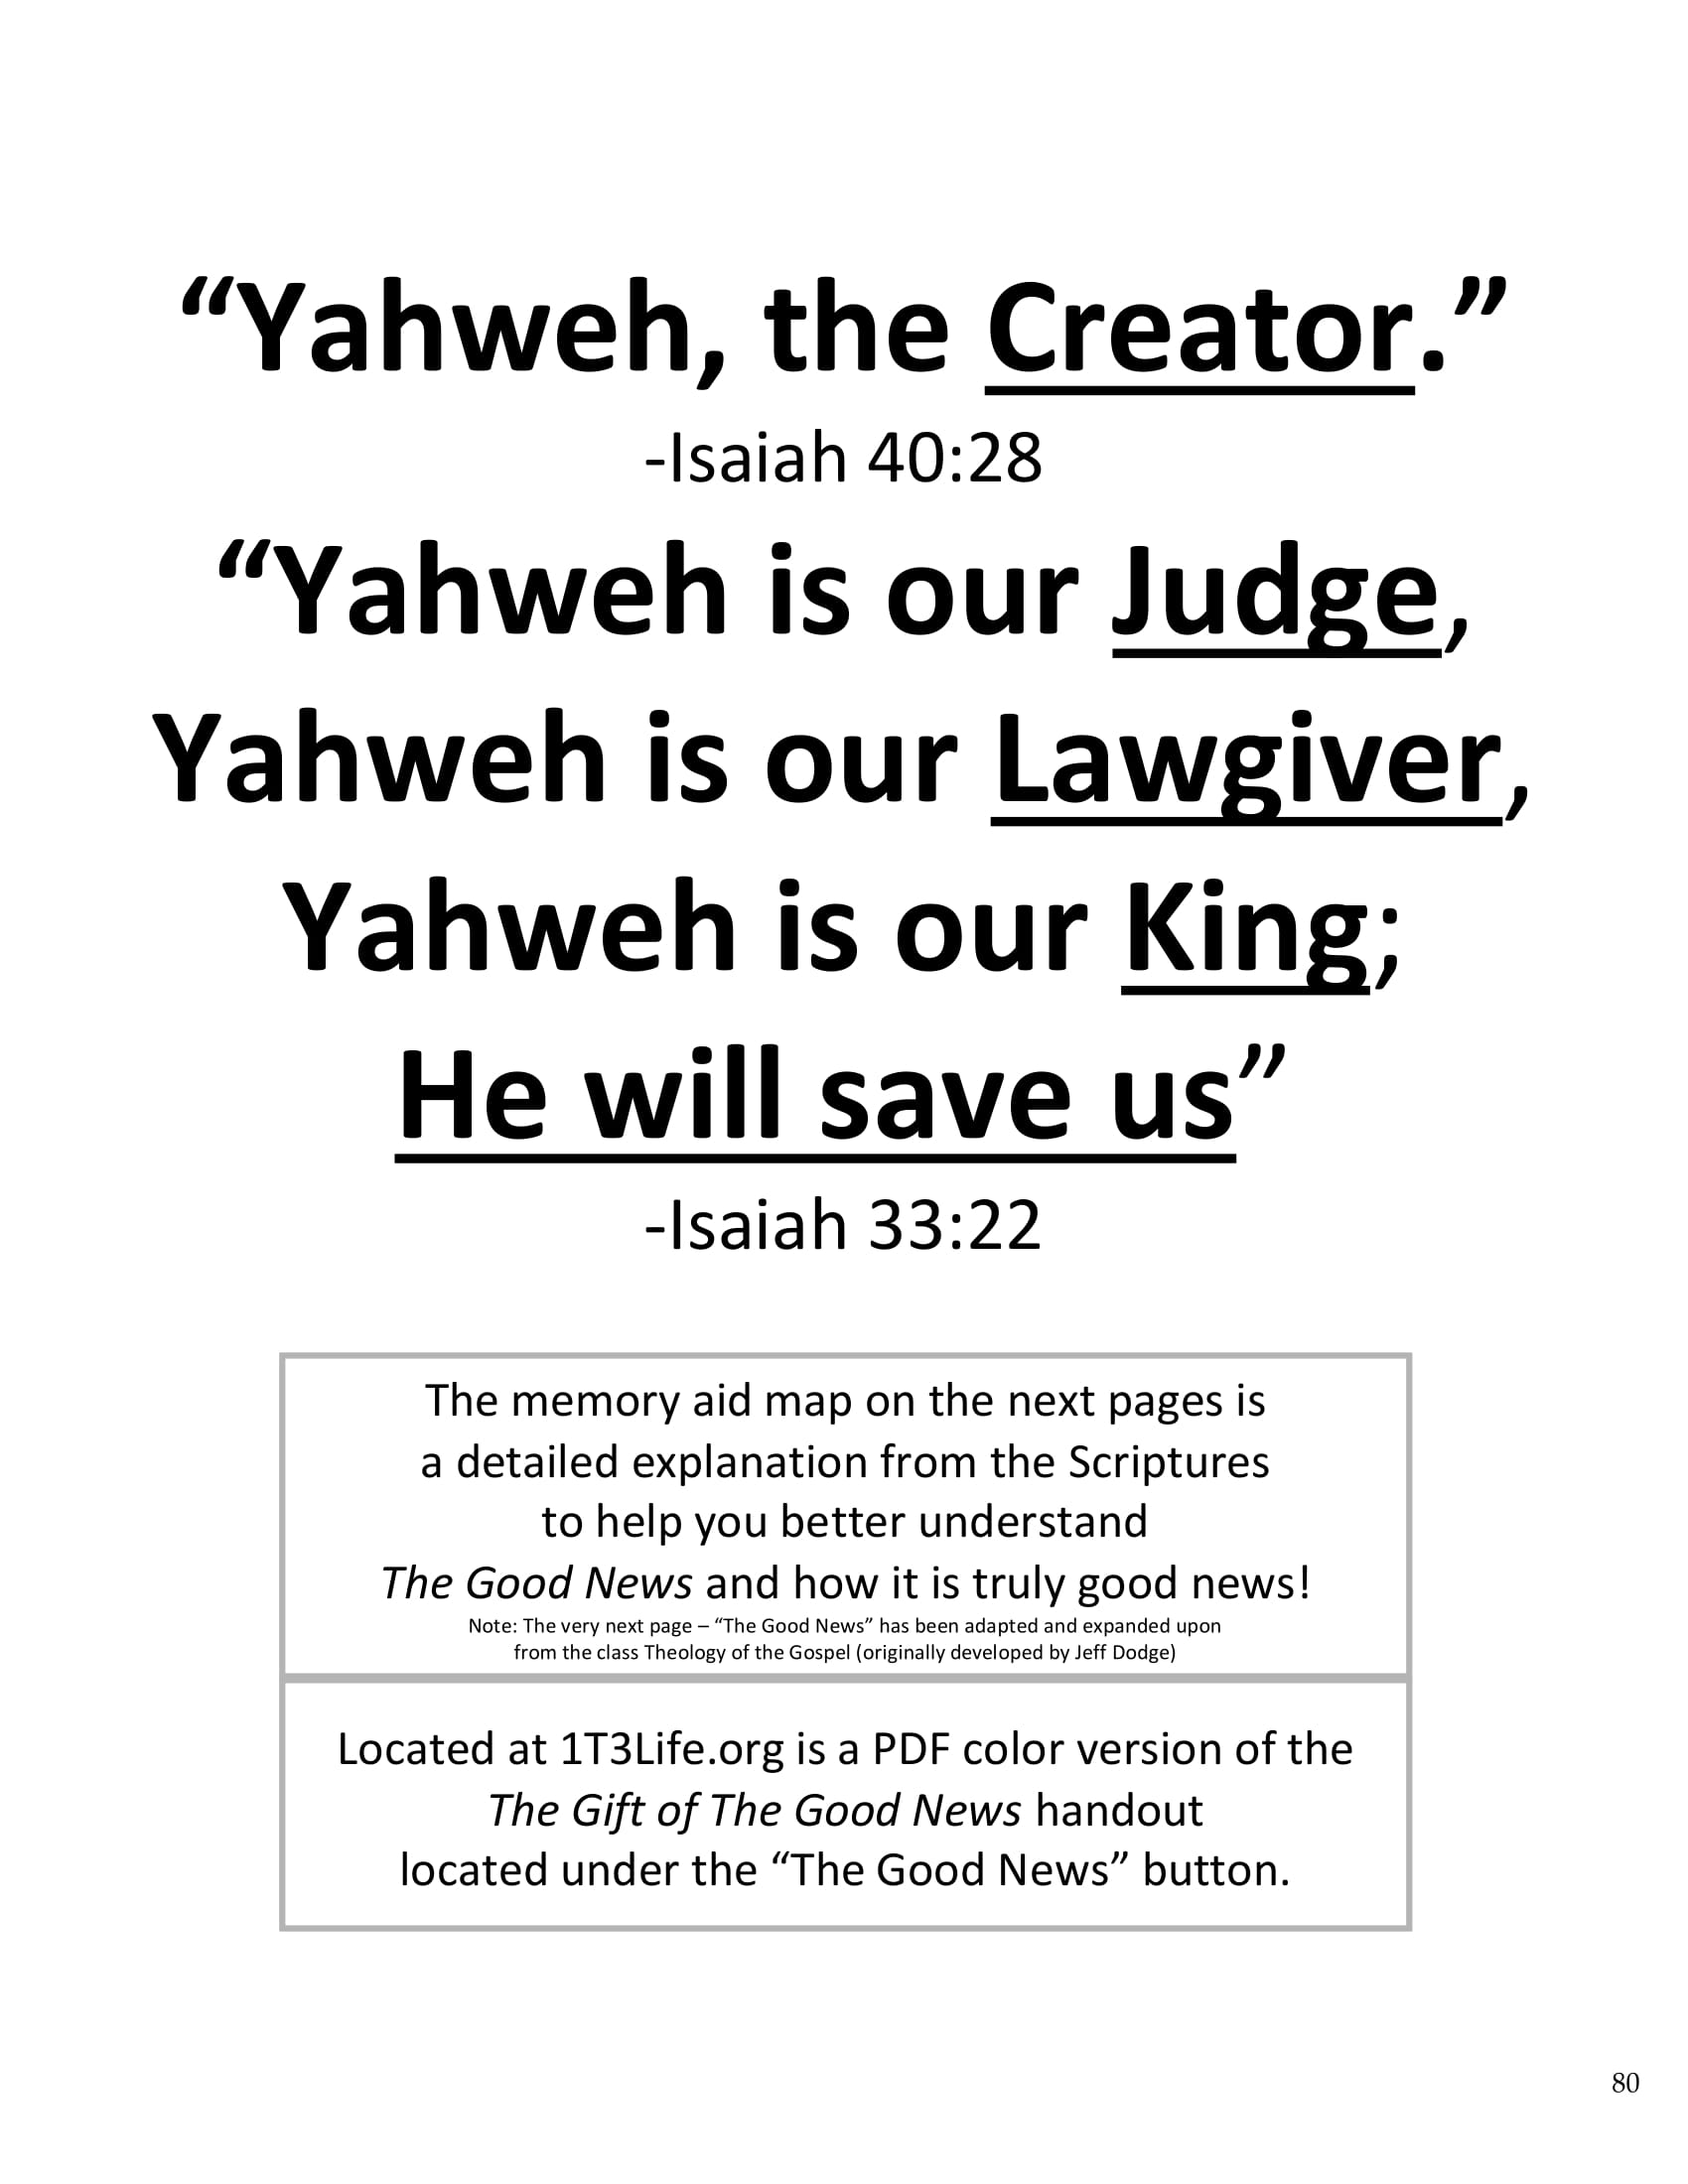 “Yahweh, the Creator.”
-Isaiah 40:28
“Yahweh is our Judge,
Yahweh is our Lawgiver,
Yahweh is our King;
He will save us”
-Isaiah 33:22
The memory aid map on the next pages is
a detailed explanation from the Scriptures
to help you better understand
The Good News and how it is truly good news!
Note: The very next page – “The Good News” has been adapted and expanded upon
from the class Theology of the Gospel (originally developed by Jeff Dodge)
Located at 1T3Life.org is a PDF color version of the
The Gift of The Good News handout
located under the “The Good News” button.
80